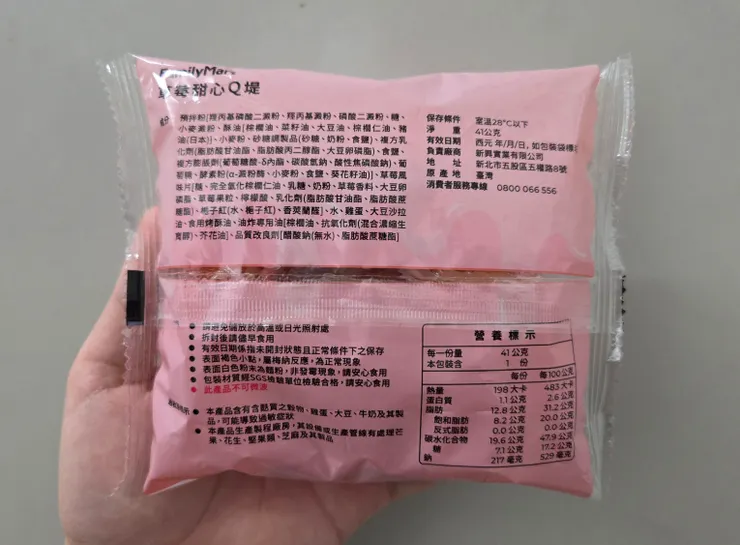 FamilyMart
草莓甜心Q堤
預拌粉[羥丙基磷酸二澱粉、羥丙基澱粉、磷酸二澱粉、糖、
小麥澱粉、酥油(棕櫚油、菜籽油、大豆油、棕櫚仁油、豬
油(日本))、小麥粉、砂糖調製品(砂糖、奶粉、食鹽)、複方乳
化劑(脂肪酸甘油酯、脂肪酸丙二醇酯、大豆卵磷脂)、食鹽、
複方膨脹劑(葡萄糖酸-δ內酯、碳酸氫鈉、酸性焦磷酸鈉)、葡
萄糖、酵素粉(α-澱粉酶、小麥粉、食鹽、葵花籽油)]、草莓風
味片[糖、完全氫化棕櫚仁油、乳糖、奶粉、草莓香料、大豆卵
磷脂、草莓果粒、檸檬酸、乳化劑(脂肪酸甘油酯、脂肪酸蔗
糖酯)、梔子紅(水、梔子紅)、香莢蘭醛]、水、雞蛋、大豆沙拉
油、食用烤酥油、油炸專用油[棕櫚油、抗氧化劑(混合濃縮生
育醇)、芥花油]、品質改良劑[醋酸鈉(無水)、脂肪酸蔗糖酯]
保存條件 室溫28°C以下
淨 重 41公克
有效日期 西元 年/月/日, 如包裝袋標
負責廠商 新興實業有限公司
地 址 新北市五股區五權路8號
原 產 地 臺灣
消費者服務專線 0800 066 556
● 請避免儲放於高溫或日光照射處
● 拆封後請儘早食用
● 有效日期係指未開封狀態且正常條件下之保存
● 表面褐色小點，屬梅納反應，為正常現象
● 表面白色粉末為麵粉，非發霉現象，請安心食用
● 包裝材質經SGS檢驗單位檢驗合格，請安心食用
● 此產品不可微波
● 本產品含有含麩質之穀物、雞蛋、大豆、牛奶及其製
品，可能導致過敏症狀
● 本產品生產製程廠房，其設備或生產管線有處理芒
果、花生、堅果類、芝麻及其製品
營養標示
每一份量 41 公克
本包裝含 1 份
每份 每100公克
熱量 198 大卡 483 大卡
蛋白質 1.1 公克 2.6 公克
脂肪 12.8 公克 31.2 公克
飽和脂肪 8.2 公克 20.0 公克
反式脂肪 0.0 公克 0.0 公克
碳水化合物 19.6 公克 47.9 公克
糖 7.1 公克 17.2 公克
鈉 217 毫克 529 毫克